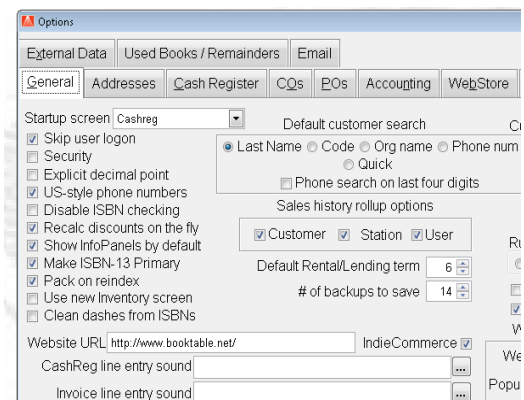 Options
External Data Used Books / Remainders Email
General Addresses Cash Register COs POs Accounting WebStore
Startup screen Cashreg
Skip user logon
Security
Explicit decimal point
US-style phone numbers
Disable ISBN checking
Recalc discounts on the fly
Show InfoPanels by default
Make ISBN-13 Primary
Pack on reindex
Use new Inventory screen
Clean dashes from ISBNs
Default customer search
Last Name Code Org name Phone num
Quick
Phone search on last four digits
Sales history rollup options
Customer Station User
Default Rental/Lending term 6
# of backups to save 14
Website URL http://www.booktable.net/ IndieCommerce
CashReg line entry sound ...
Invoice line entry sound ...